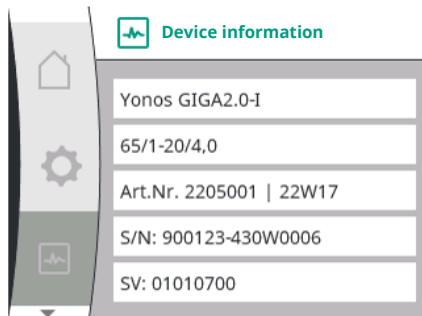 Device information
Yonos GIGA2.0-I
65/1-20/4,0
Art.Nr. 2205001 | 22W17
S/N: 900123-430W0006
SV: 01010700